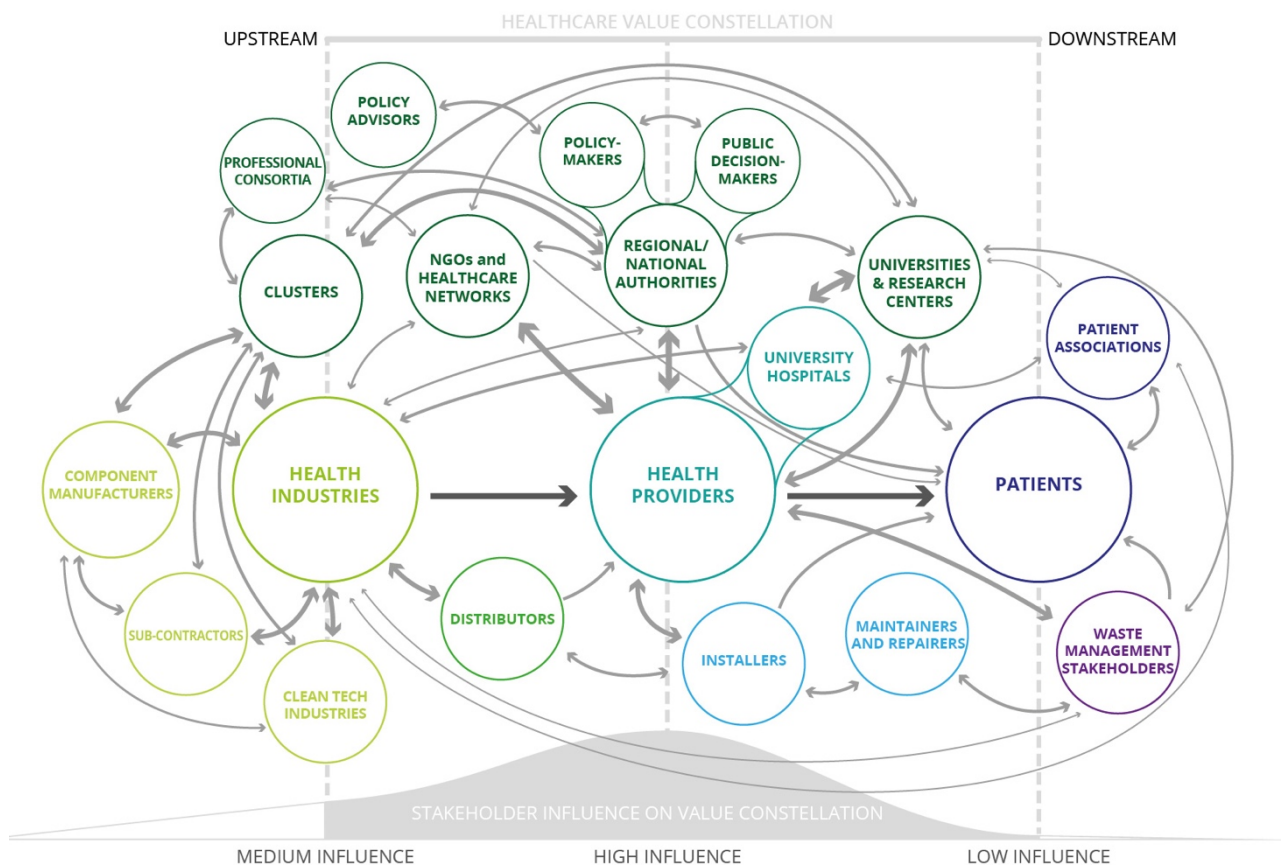 HEALTHCARE VALUE CONSTELLATION
UPSTREAM
DOWNSTREAM
POLICY
ADVISORS
POLICY-
MAKERS
PUBLIC
DECISION-
MAKERS
PROFESSIONAL
CONSORTIA
CLUSTERS
NGOs and
HEALTHCARE
NETWORKS
REGIONAL/
NATIONAL
AUTHORITIES
UNIVERSITIES
& RESEARCH
CENTERS
PATIENT
ASSOCIATIONS
UNIVERSITY
HOSPITALS
COMPONENT
MANUFACTURERS
HEALTH
INDUSTRIES
HEALTH
PROVIDERS
PATIENTS
SUB-CONTRACTORS
DISTRIBUTORS
CLEAN TECH
INDUSTRIES
INSTALLERS
MAINTAINERS
AND REPAIRERS
WASTE
MANAGEMENT
STAKEHOLDERS
STAKEHOLDER INFLUENCE ON VALUE CONSTELLATION
MEDIUM INFLUENCE
HIGH INFLUENCE
LOW INFLUENCE